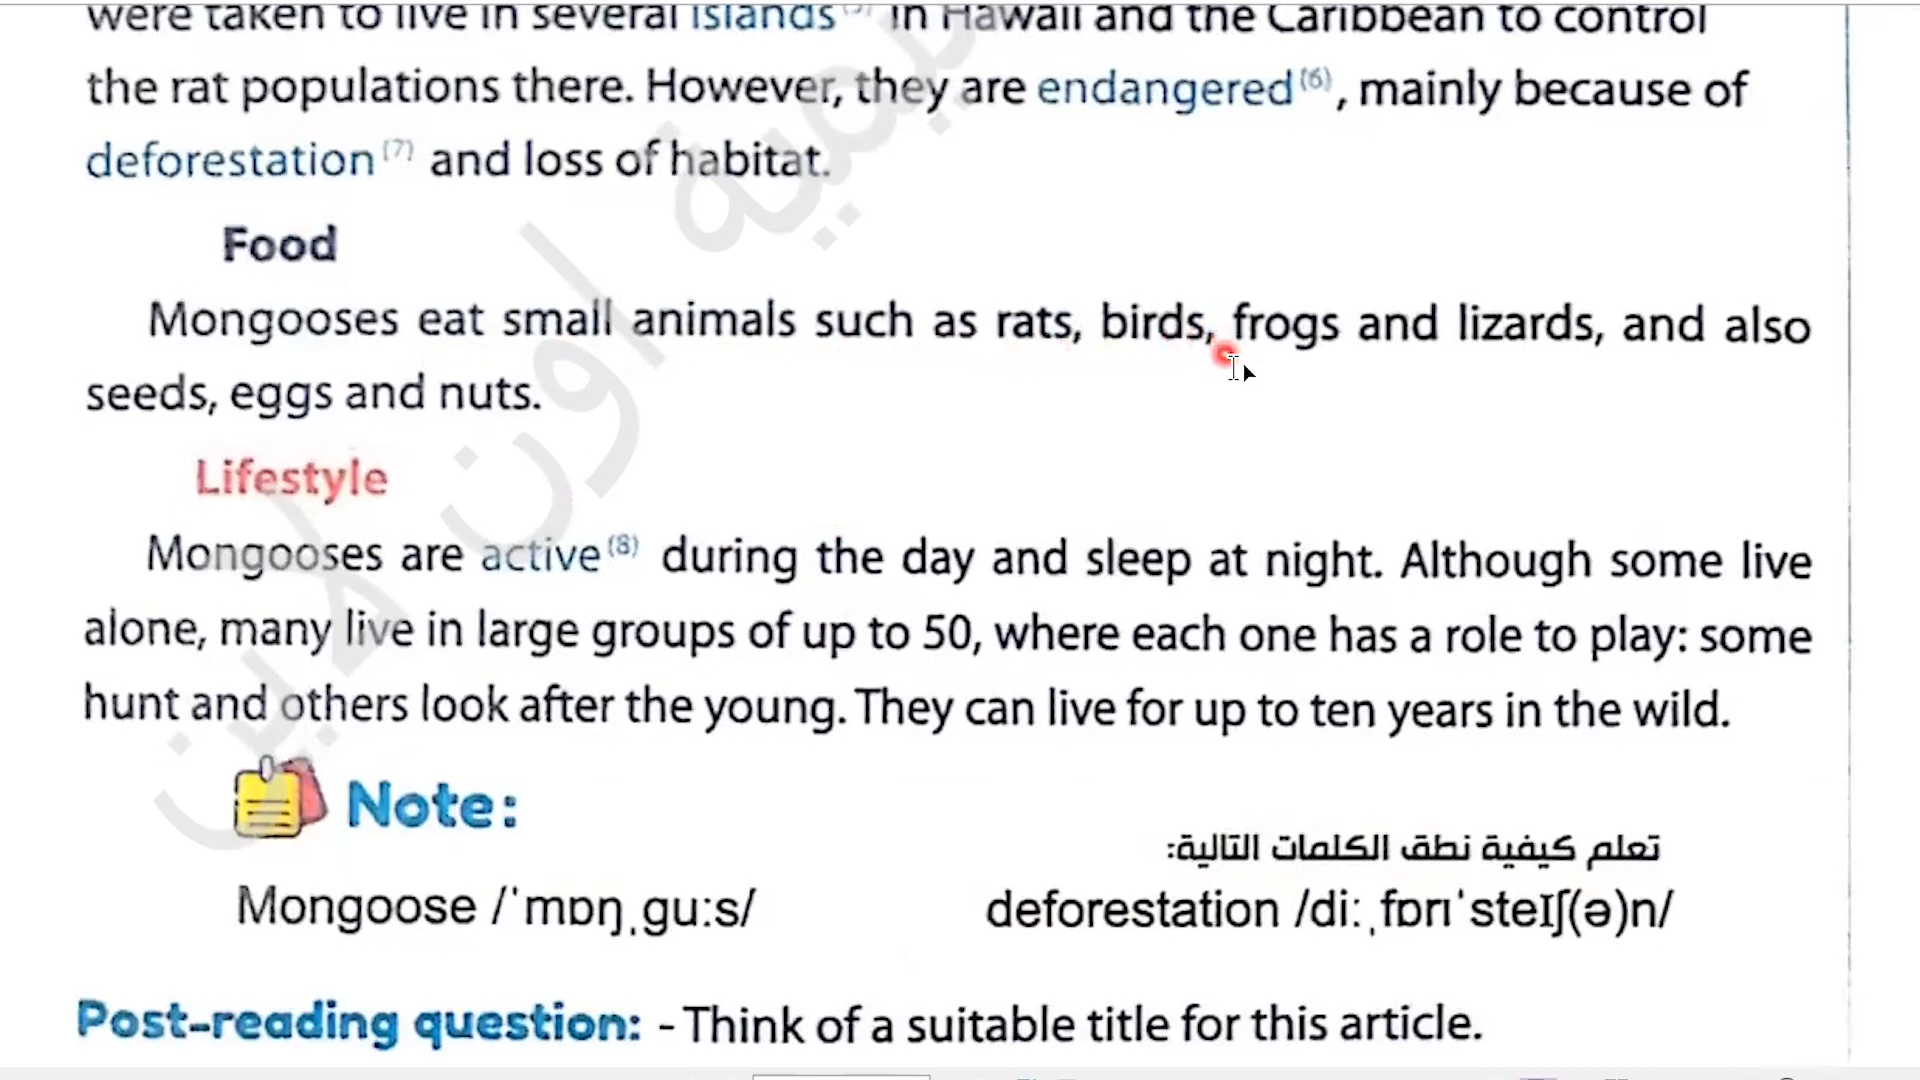 were taken to live in several islands in Hawaii and the Caribbean to control
the rat populations there. However, they are endangered(6), mainly because of
deforestation(7) and loss of habitat.
Food
Mongooses eat small animals such as rats, birds, frogs and lizards, and also
seeds, eggs and nuts.
Lifestyle
Mongooses are active(8) during the day and sleep at night. Although some live
alone, many live in large groups of up to 50, where each one has a role to play: some
hunt and others look after the young. They can live for up to ten years in the wild.
Note:
تعلم كيفية نطق الكلمات التالية:
Mongoose /ˈmɒŋˌɡuːs/
deforestation /diːˌfɒrɪˈsteɪʃ(ə)n/
Post-reading question: - Think of a suitable title for this article.